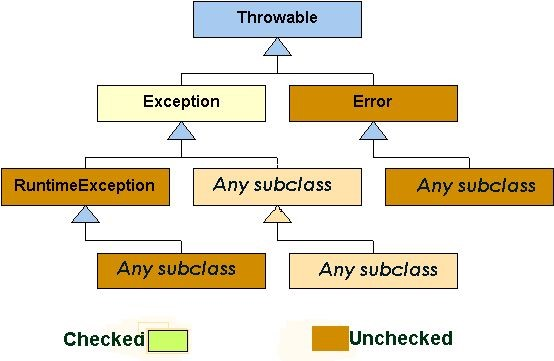 Throwable
Exception
Error
RuntimeException
Any subclass
Any subclass
Any subclass
Any subclass
Checked
Unchecked